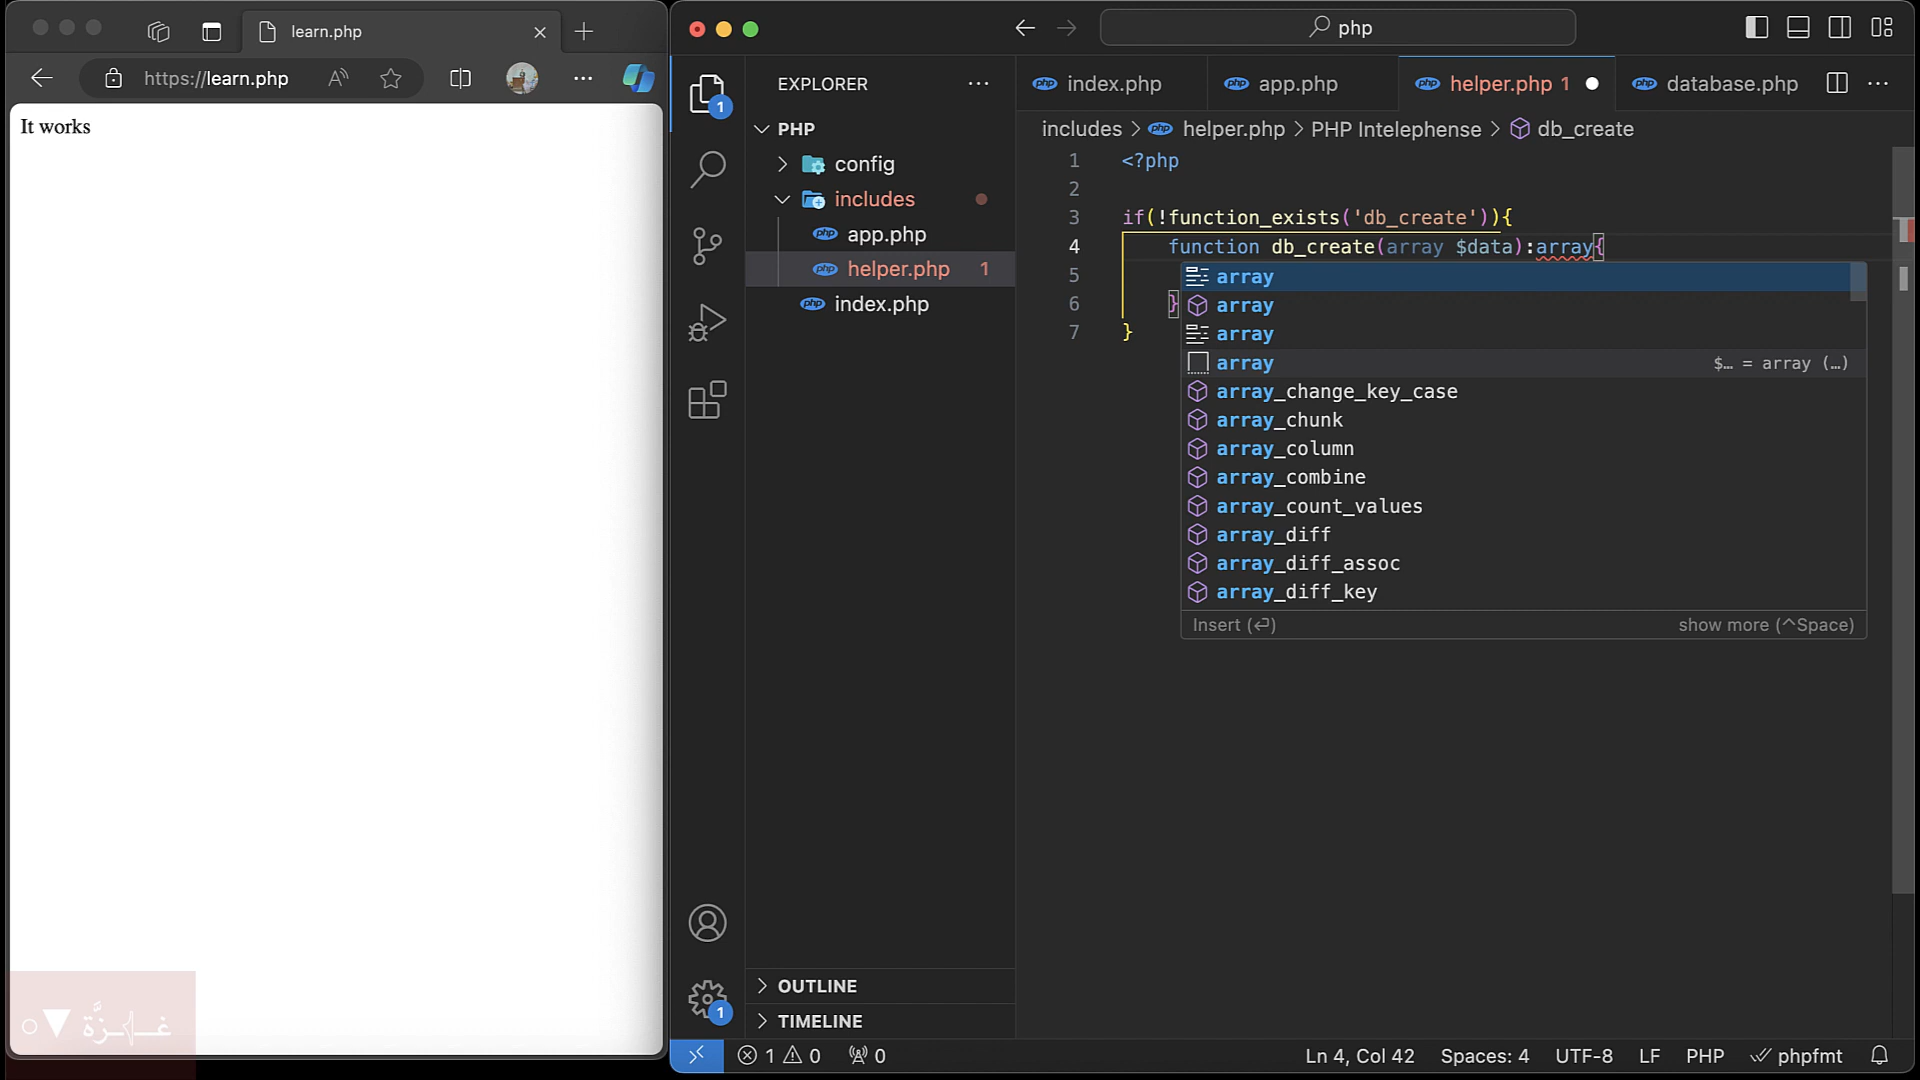 learn.php
https://learn.php
It works
غــزَّة
php
EXPLORER
PHP
config
includes
app.php
helper.php 1
index.php
OUTLINE
TIMELINE
1
1
index.php
app.php
helper.php 1
database.php
includes > helper.php > PHP Intelephense > db_create
1 <?php
2
3 if(!function_exists('db_create')){
4 function db_create(array $data):array{
5
6 }
7 }
array
array
array
array $… = array (…)
array_change_key_case
array_chunk
array_column
array_combine
array_count_values
array_diff
array_diff_assoc
array_diff_key
Insert (⏎) show more (^Space)
1 0 0 Ln 4, Col 42 Spaces: 4 UTF-8 LF PHP phpfmt